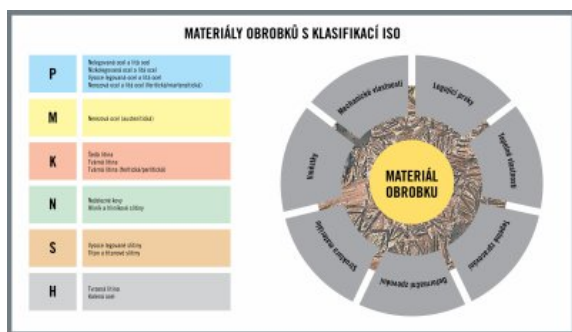 MATERIÁLY OBROBKŮ S KLASIFIKACÍ ISO
P
Nelegovaná ocel a litá ocel
Nízkolegovaná ocel a litá ocel
Vysoce legovaná ocel a litá ocel
Nerezová ocel a litá ocel (feritická/martenzitická)
M
Nerezová ocel (austenitická)
K
Šedá litina
Tvárná litina
Tvárná litina (feritická/perlitická)
N
Neželezné kovy
Hliník a hliníkové slitiny
S
Vysoce legované slitiny
Titan a titanové slitiny
H
Tvrzená litina
Kalená ocel
Mechanické vlastnosti
Legující prvky
Tepelné vlastnosti
Tepelné zpracování
Deformační zpevnění
Struktura materiálu
Vměstky
MATERIÁL
OBROBKU